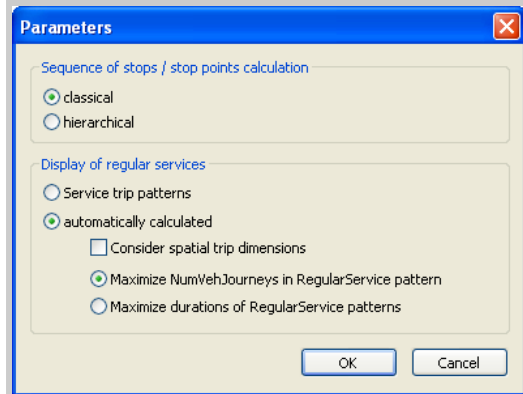 Parameters
Sequence of stops / stop points calculation
classical
hierarchical
Display of regular services
Service trip patterns
automatically calculated
Consider spatial trip dimensions
Maximize NumVehJourneys in RegularService pattern
Maximize durations of RegularService patterns
OK Cancel